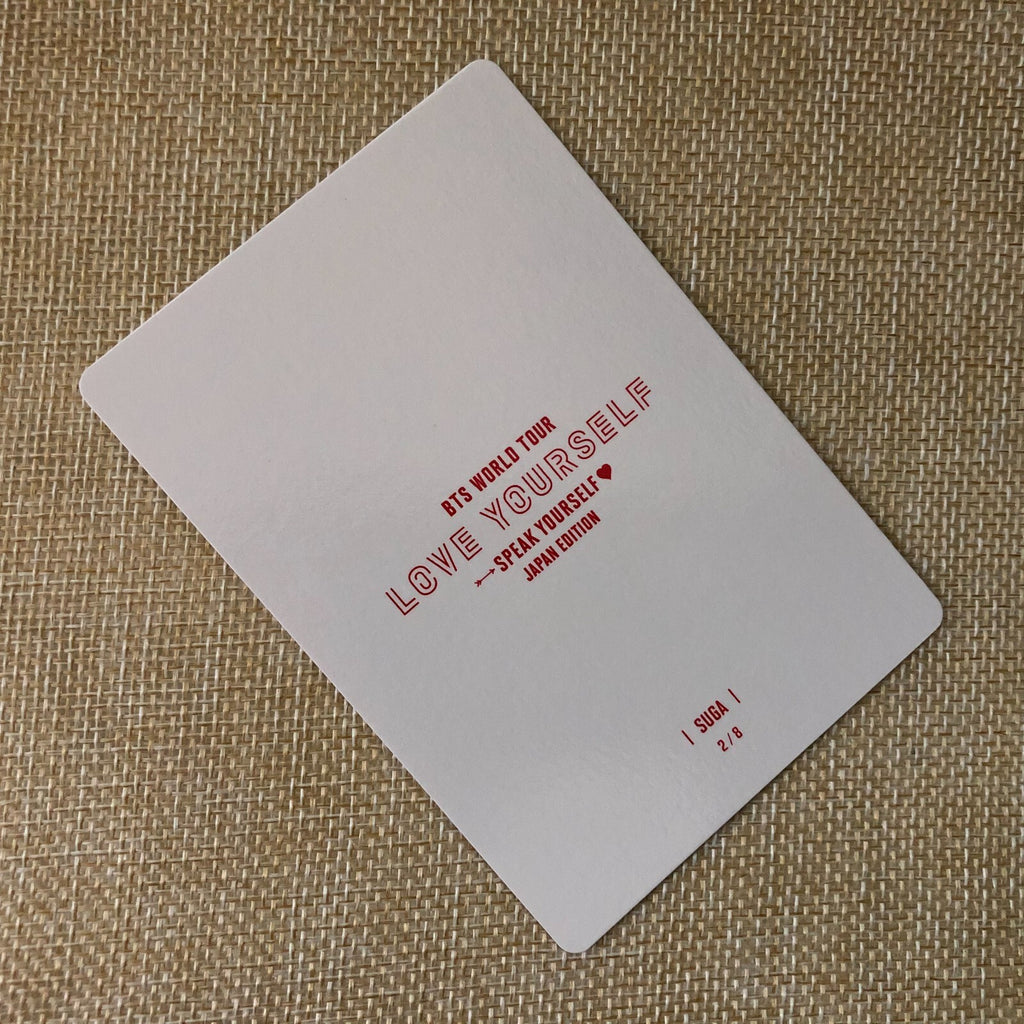 BTS WORLD TOUR
LOVE YOURSELF
SPEAK YOURSELF
JAPAN EDITION
| SUGA |
2/8